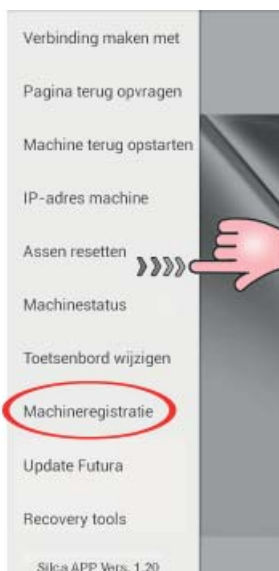 Verbinding maken met
Pagina terug opvragen
Machine terug opstarten
IP-adres machine
Assen resetten
Machinestatus
Toetsenbord wijzigen
Machineregistratie
Update Futura
Recovery tools
Silca APP Vers. 1.20